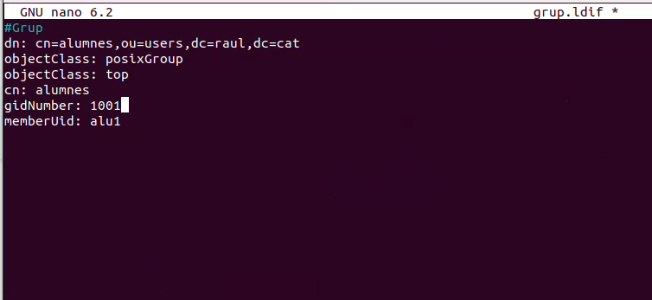 GNU nano 6.2 grup.ldif *
#Grup
dn: cn=alumnes,ou=users,dc=raul,dc=cat
objectClass: posixGroup
objectClass: top
cn: alumnes
gidNumber: 1001
memberUid: alu1